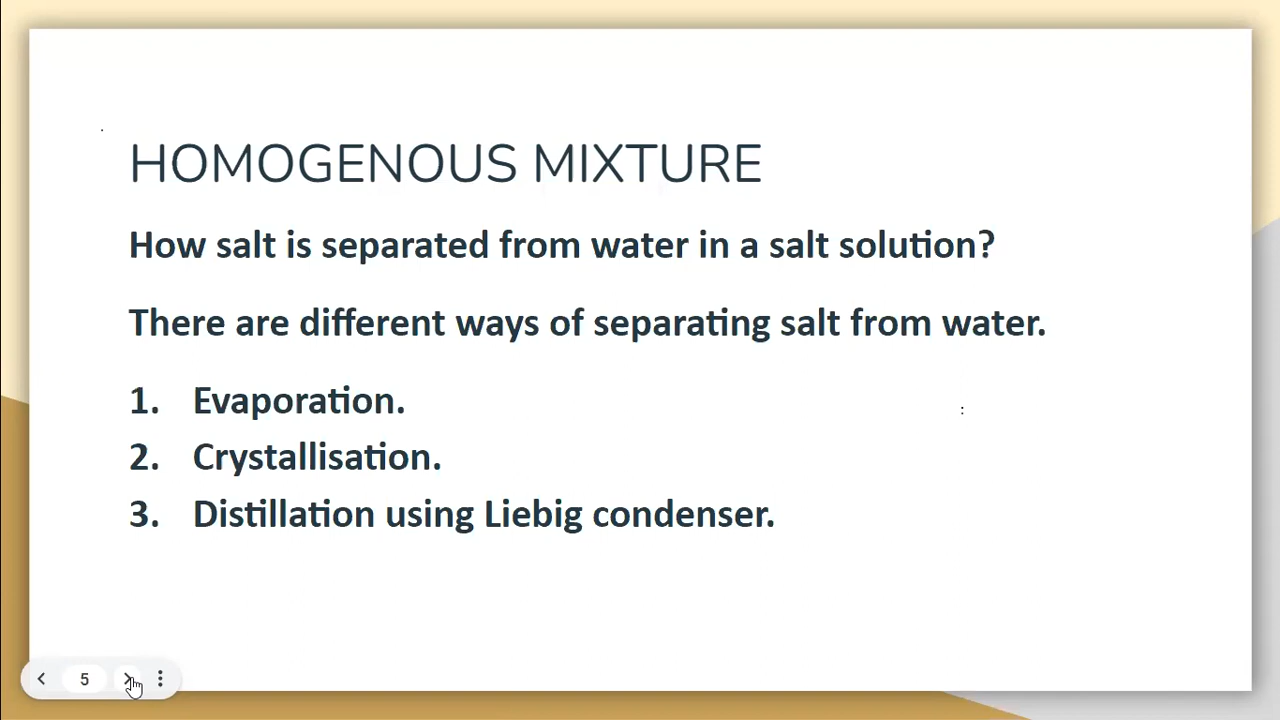 HOMOGENOUS MIXTURE
How salt is separated from water in a salt solution?
There are different ways of separating salt from water.
1. Evaporation.
2. Crystallisation.
3. Distillation using Liebig condenser.
5